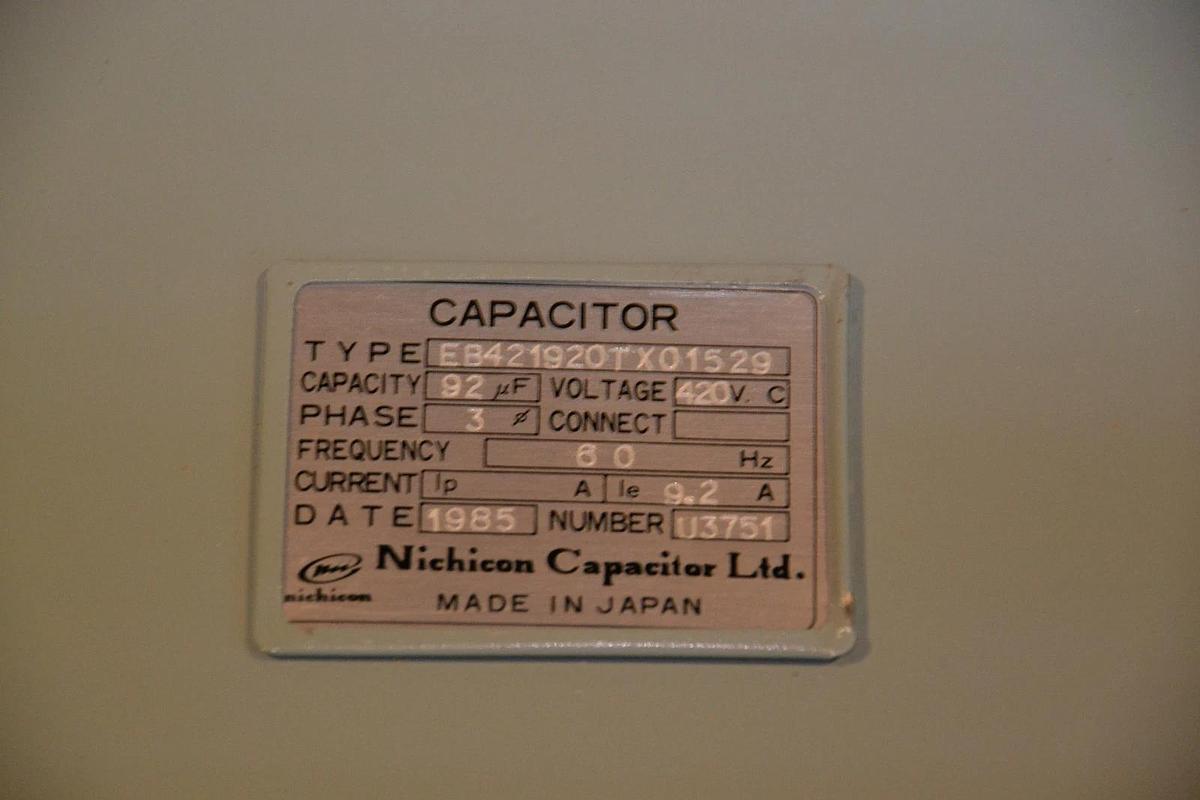 CAPACITOR
TYPE EB421920TX01529
CAPACITY 92 μF VOLTAGE 420V. C
PHASE 3 ø CONNECT
FREQUENCY 60 Hz
CURRENT Ip A Ie 9.2 A
DATE 1985 NUMBER U3751
Nichicon Capacitor Ltd.
nichicon
MADE IN JAPAN